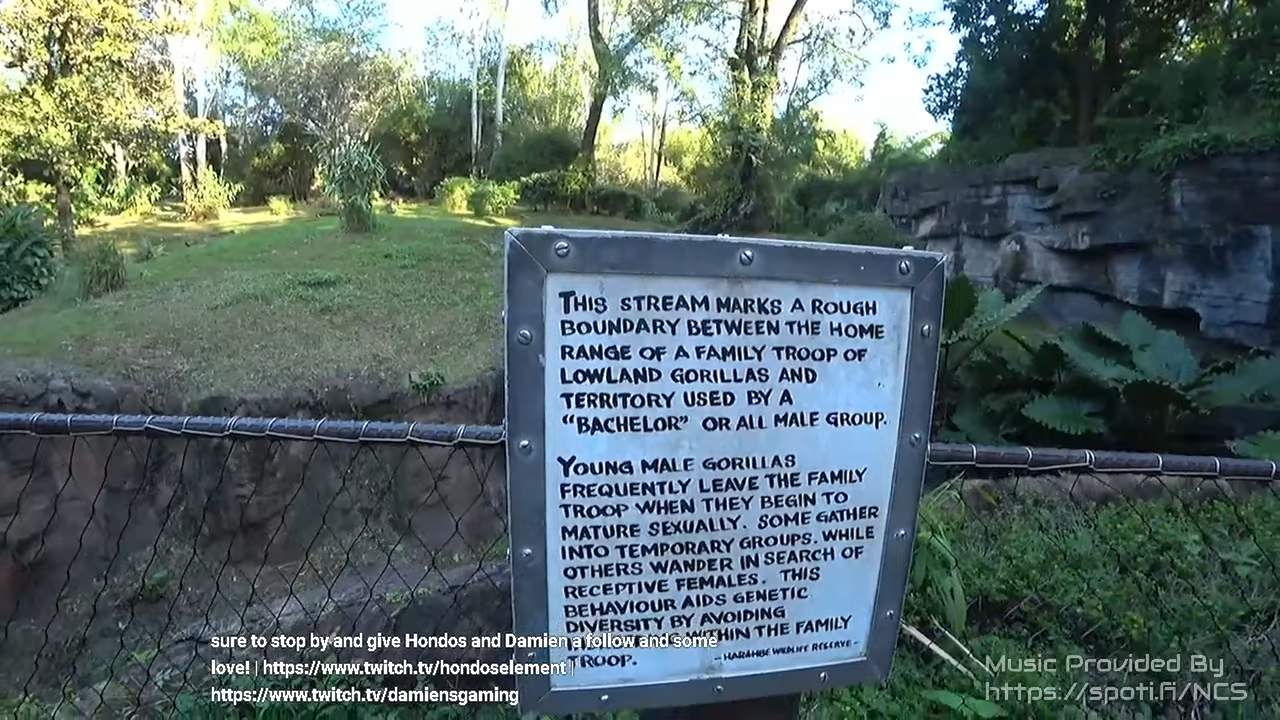 THIS STREAM MARKS A ROUGH
BOUNDARY BETWEEN THE HOME
RANGE OF A FAMILY TROOP OF
LOWLAND GORILLAS AND
TERRITORY USED BY A
"BACHELOR" OR ALL MALE GROUP.
YOUNG MALE GORILLAS
FREQUENTLY LEAVE THE FAMILY
TROOP WHEN THEY BEGIN TO
MATURE SEXUALLY. SOME GATHER
INTO TEMPORARY GROUPS, WHILE
OTHERS WANDER IN SEARCH OF
RECEPTIVE FEMALES. THIS
BEHAVIOUR AIDS GENETIC
DIVERSITY BY AVOIDING
WITHIN THE FAMILY
TROOP.
-HARAMBE WILDLIFE RESERVE-
sure to stop by and give Hondos and Damien a follow and some
love! | https://www.twitch.tv/hondoselement |
https://www.twitch.tv/damiensgaming
Music Provided By
https://spoti.fi/NCS